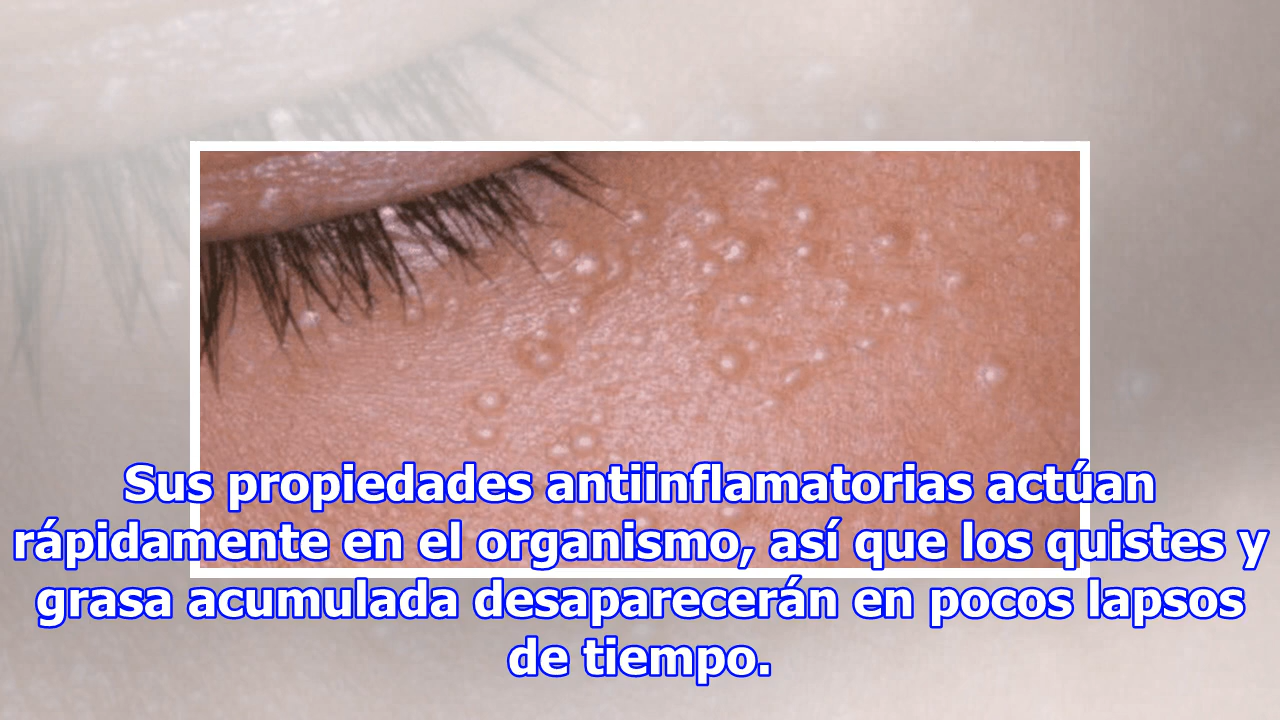 Sus propiedades antiinflamatorias actúan
rápidamente en el organismo, así que los quistes y
grasa acumulada desaparecerán en pocos lapsos
de tiempo.